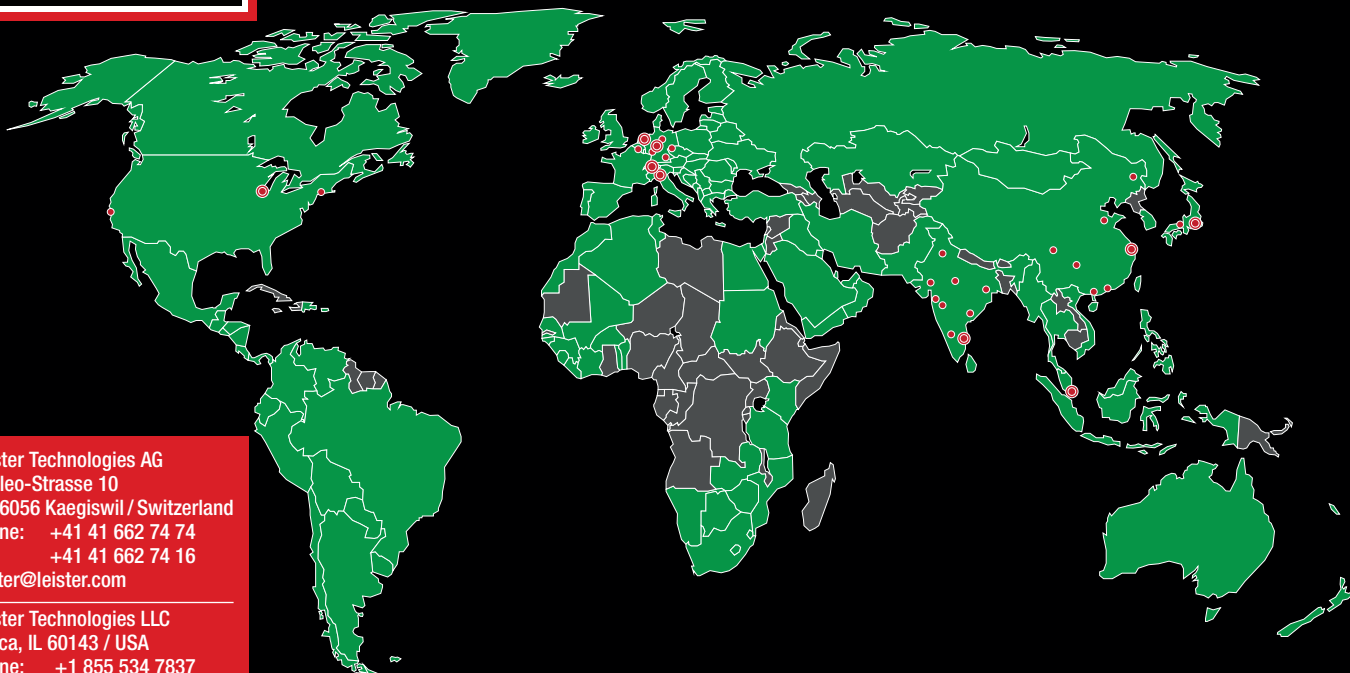 ster Technologies AG
leo-Strasse 10
6056 Kaegiswil / Switzerland
ne: +41 41 662 74 74
+41 41 662 74 16
ter@leister.com
ster Technologies LLC
ca, IL 60143 / USA
ne: +1 855 534 7837